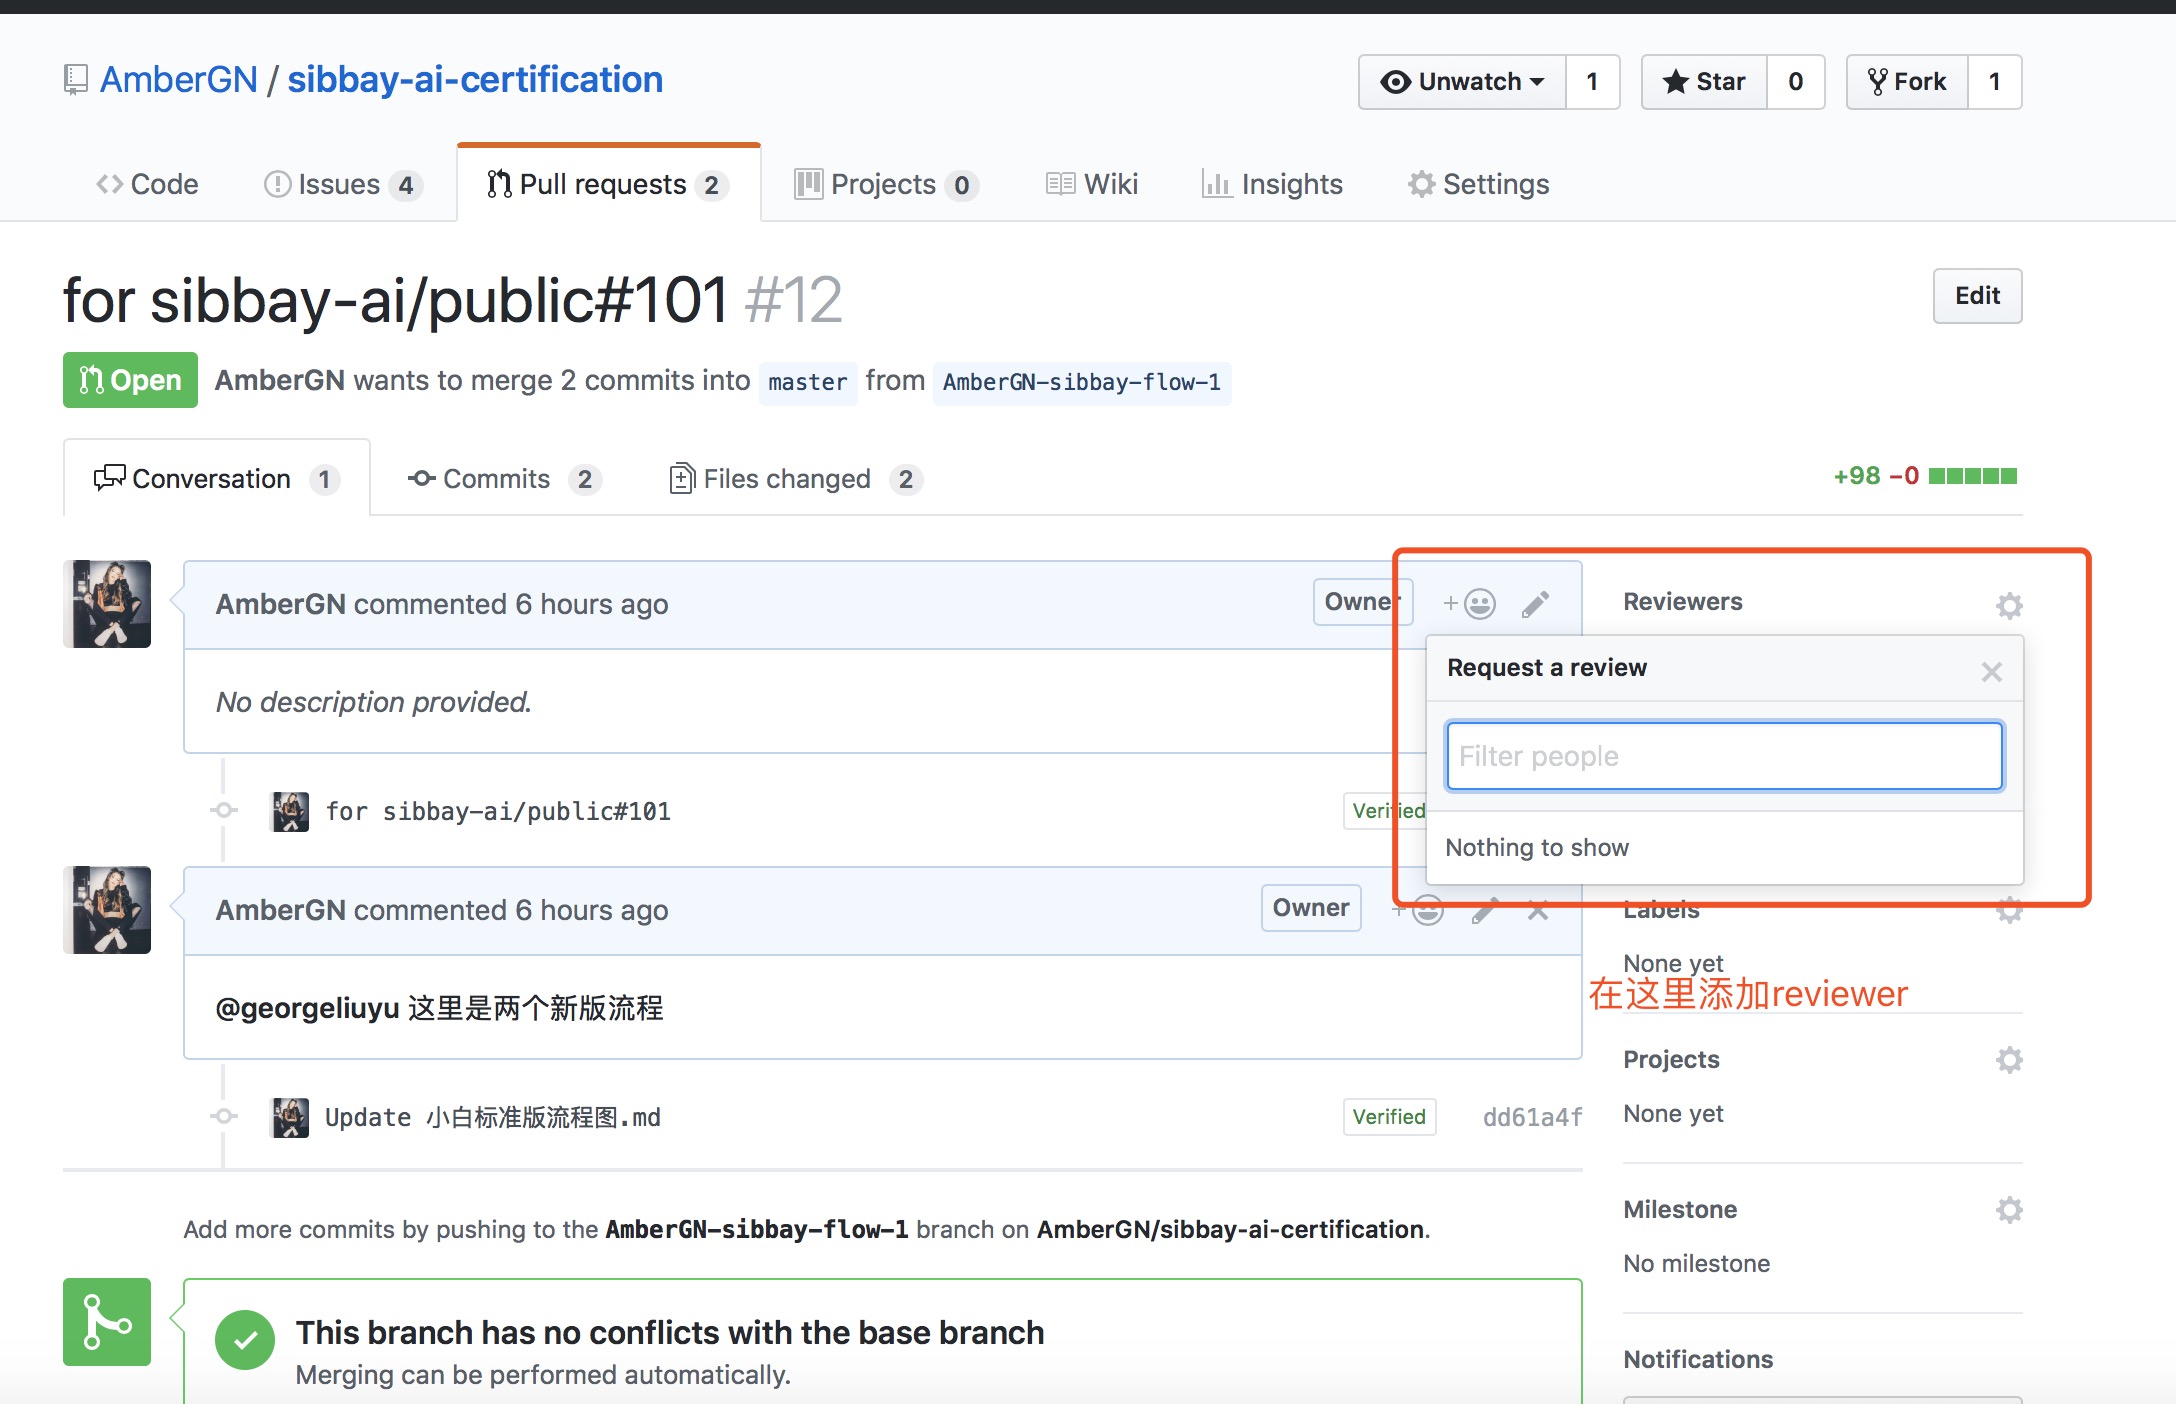 AmberGN / sibbay-ai-certification
Unwatch 1 Star 0 Fork 1
Code Issues 4 Pull requests 2 Projects 0 Wiki Insights Settings
for sibbay-ai/public#101 #12
Edit
Open AmberGN wants to merge 2 commits into master from AmberGN-sibbay-flow-1
Conversation 1 Commits 2 Files changed 2
+98 −0
AmberGN commented 6 hours ago Owner
No description provided.
for sibbay-ai/public#101 Verified
AmberGN commented 6 hours ago Owner
@georgeliuyu 这里是两个新版流程
Update 小白标准版流程图.md Verified dd61a4f
Add more commits by pushing to the AmberGN-sibbay-flow-1 branch on AmberGN/sibbay-ai-certification.
This branch has no conflicts with the base branch
Merging can be performed automatically.
Reviewers
Request a review
Filter people
Nothing to show
Labels
None yet
在这里添加reviewer
Projects
None yet
Milestone
No milestone
Notifications